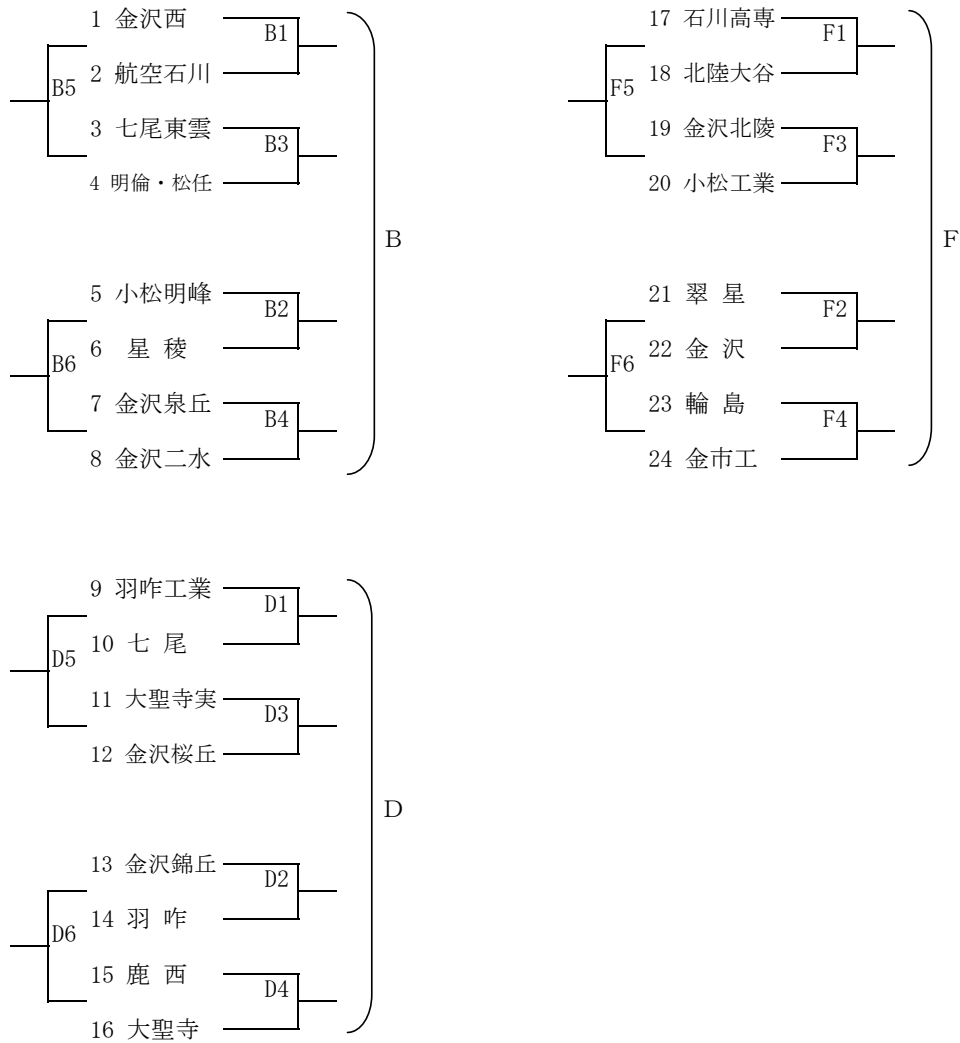 1 金沢西
B1
2 航空石川
B5
3 七尾東雲
B3
4 明倫・松任
B
5 小松明峰
B2
6 星 稜
B6
7 金沢泉丘
B4
8 金沢二水
17 石川高専
F1
18 北陸大谷
F5
19 金沢北陵
F3
20 小松工業
F
21 翠 星
F2
22 金 沢
F6
23 輪 島
F4
24 金市工
9 羽咋工業
D1
10 七 尾
D5
11 大聖寺実
D3
12 金沢桜丘
D
13 金沢錦丘
D2
14 羽 咋
D6
15 鹿 西
D4
16 大聖寺